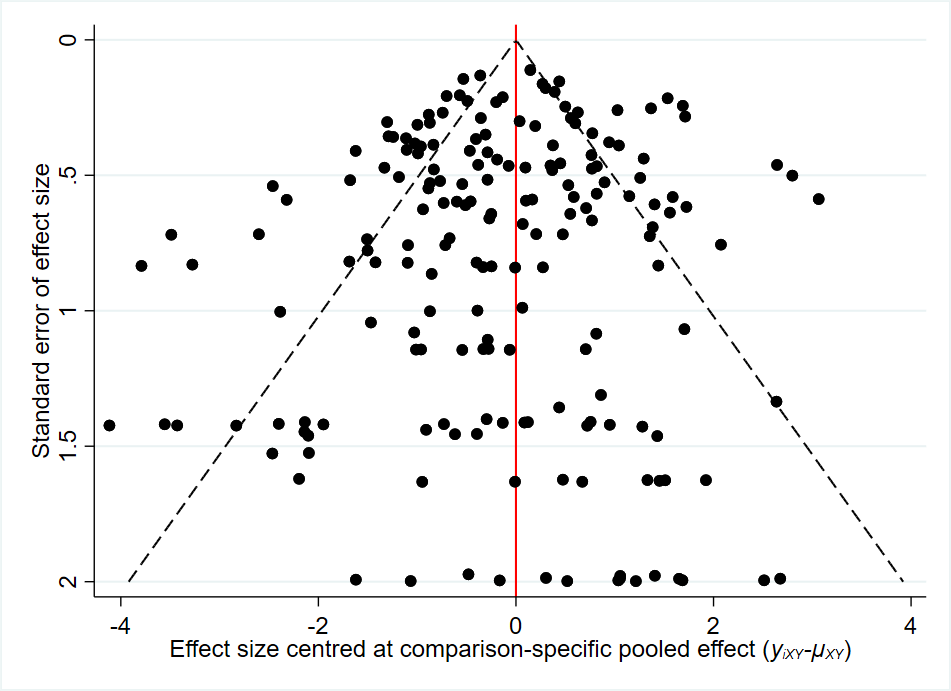 Standard error of effect size
0
.5
1
1.5
2
-4 -2 0 2 4
Effect size centred at comparison-specific pooled effect (yiXY-μXY)